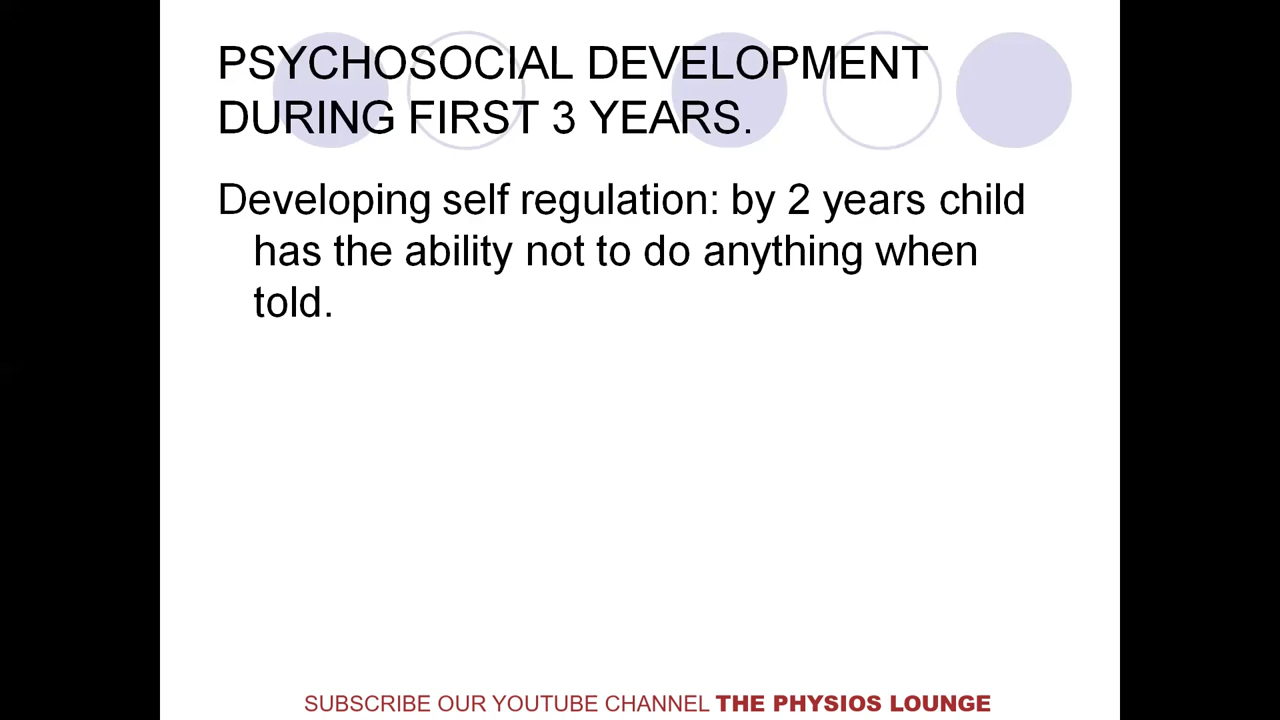 PSYCHOSOCIAL DEVELOPMENT
DURING FIRST 3 YEARS.
Developing self regulation: by 2 years child
has the ability not to do anything when
told.
SUBSCRIBE OUR YOUTUBE CHANNEL THE PHYSIOS LOUNGE